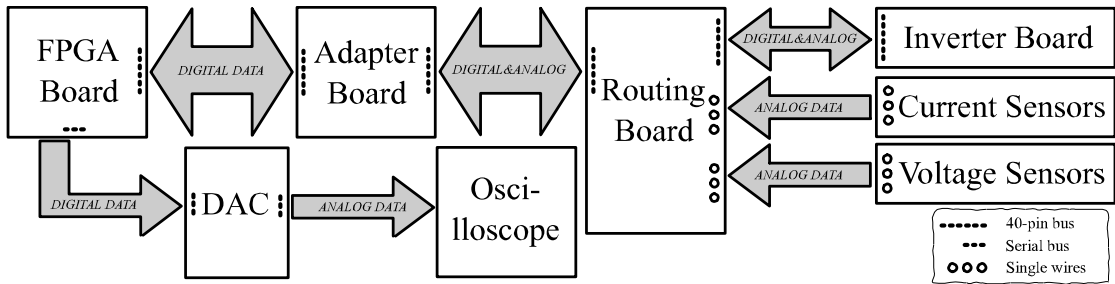 FPGA
Board
DIGITAL DATA
Adapter
Board
DIGITAL&ANALOG
Routing
Board
DIGITAL&ANALOG
Inverter Board
ANALOG DATA
Current Sensors
ANALOG DATA
Voltage Sensors
DIGITAL DATA
DAC
ANALOG DATA
Osci-
lloscope
40-pin bus
Serial bus
Single wires